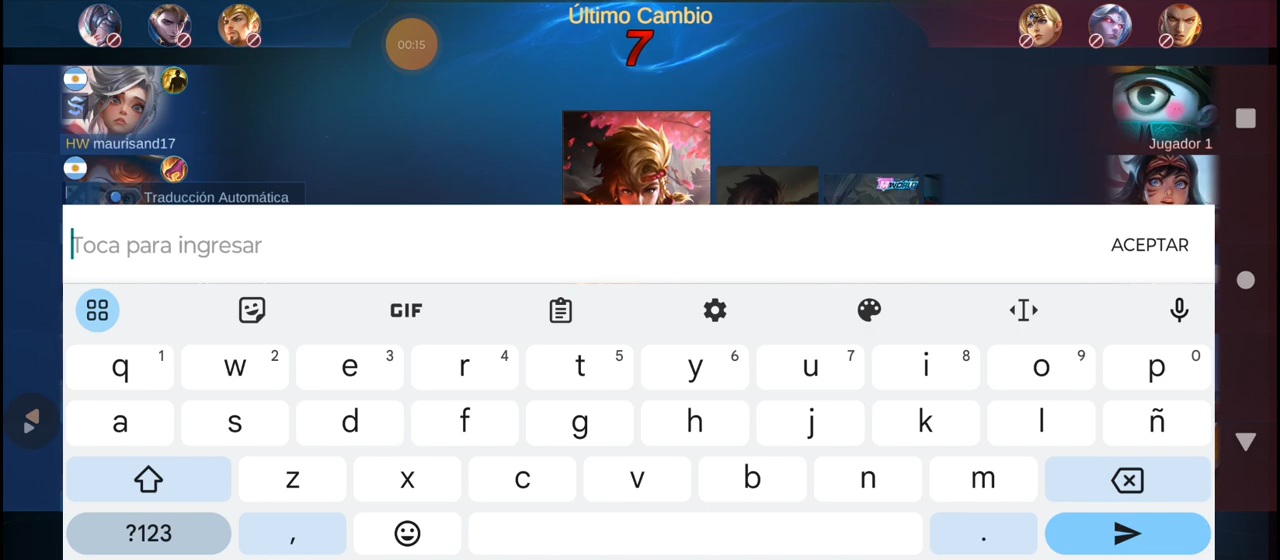 Último Cambio
7
00:15
HW maurisand17
Jugador 1
Traducción Automática
Toca para ingresar
ACEPTAR
GIF
q 1 w 2 e 3 r 4 t 5 y 6 u 7 i 8 o 9 p 0
a s d f g h j k l ñ
z x c v b n m
?123 , .